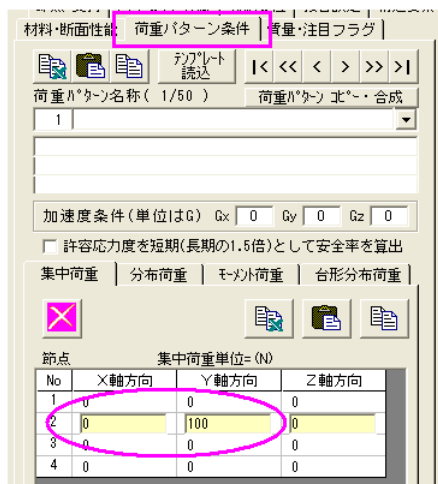 材料・断面性能 荷重パターン条件 質量・注目フラグ
ﾃﾝﾌﾟﾚｰﾄ
読込 |< << < > >> >|
荷重ﾊﾟﾀｰﾝ名称( 1/50 ) 荷重ﾊﾟﾀｰﾝ ｺﾋﾟｰ・合成
1
加速度条件(単位はG) Gx 0 Gy 0 Gz 0
許容応力度を短期(長期の1.5倍)として安全率を算出
集中荷重 分布荷重 ﾓｰﾒﾝﾄ荷重 台形分布荷重
節点 集中荷重単位=(N)
No X軸方向 Y軸方向 Z軸方向
1 0 0 0
2 0 100 0
3 0 0 0
4 0 0 0